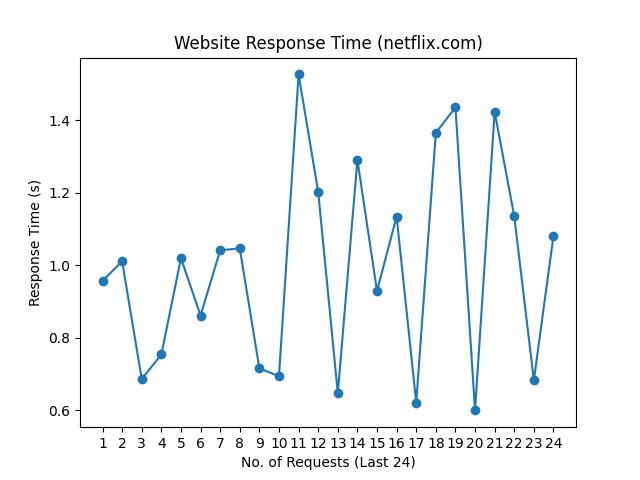 Website Response Time (netflix.com)
1.4
1.2
1.0
0.8
0.6
Response Time (s)
1 2 3 4 5 6 7 8 9 10 11 12 13 14 15 16 17 18 19 20 21 22 23 24
No. of Requests (Last 24)